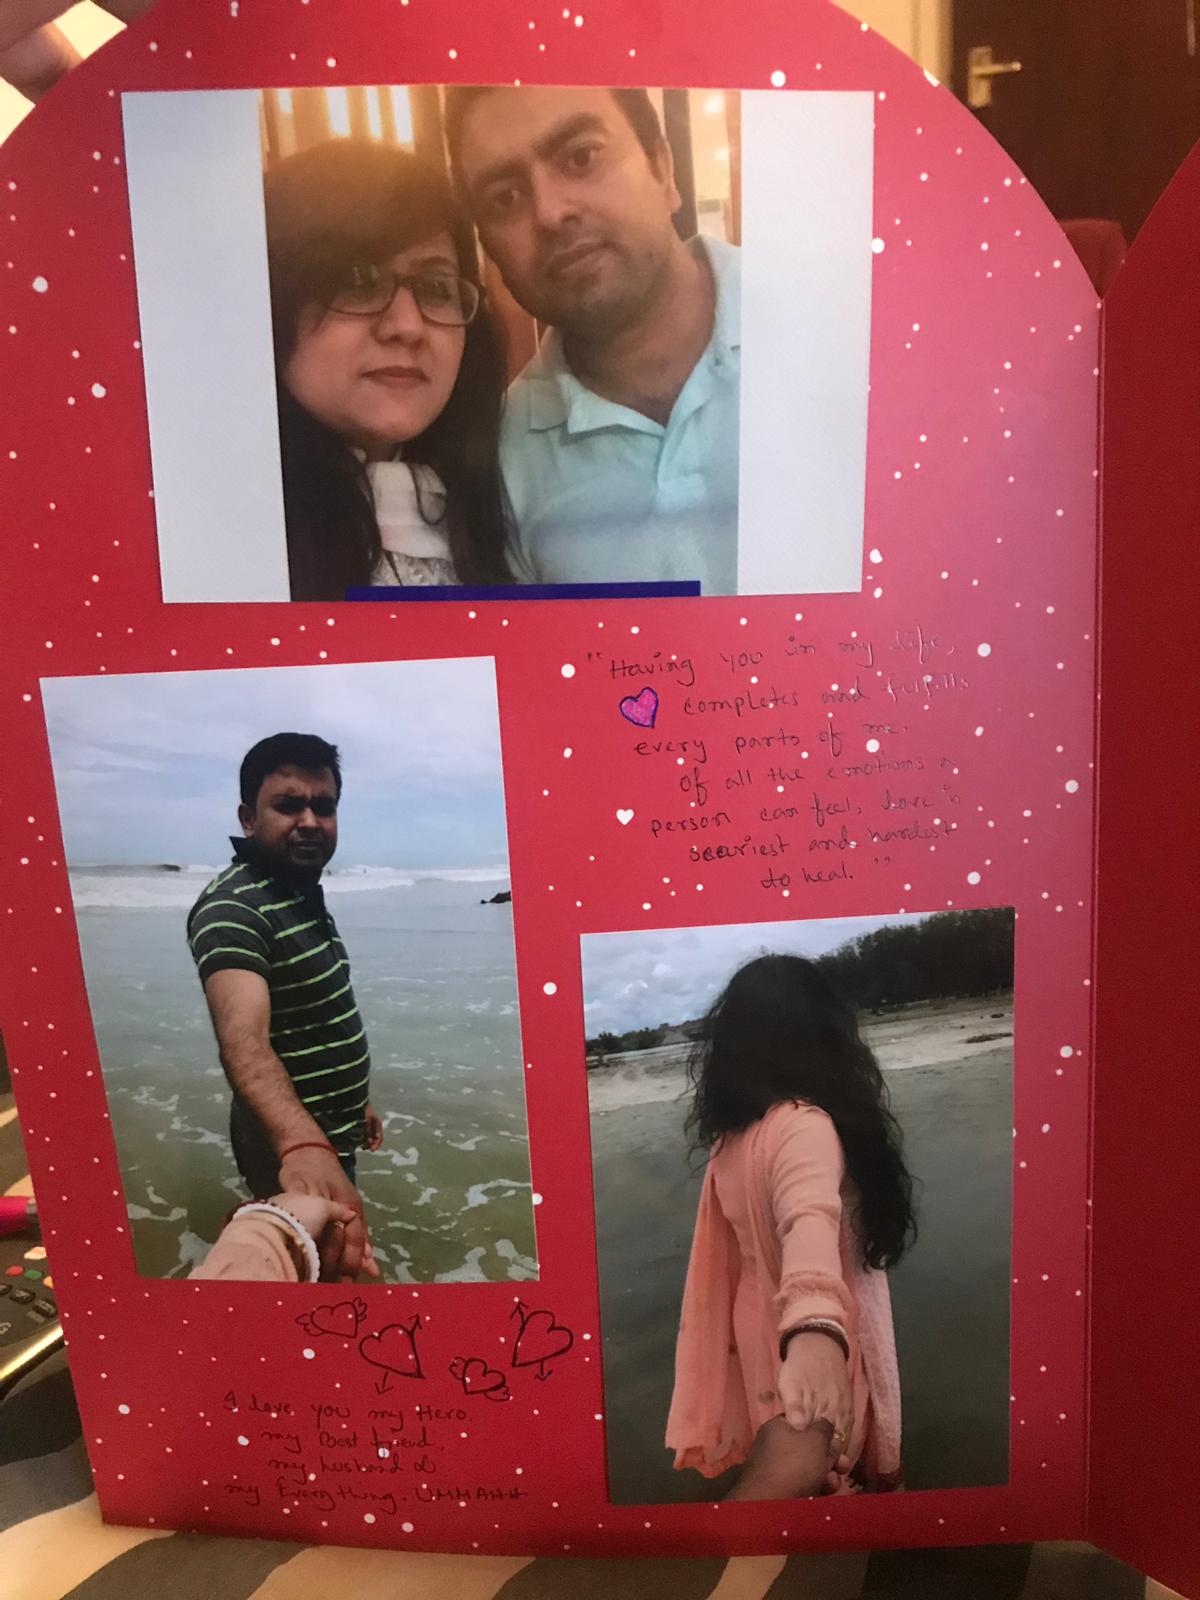 "Having you in my life,
completes and fulfills
every parts of me.
of all the emotions a
person can feel, love is
scariest and hardest
to heal."
I love you my Hero,
my Best friend,
my husband &
my Everything. UMMAHH